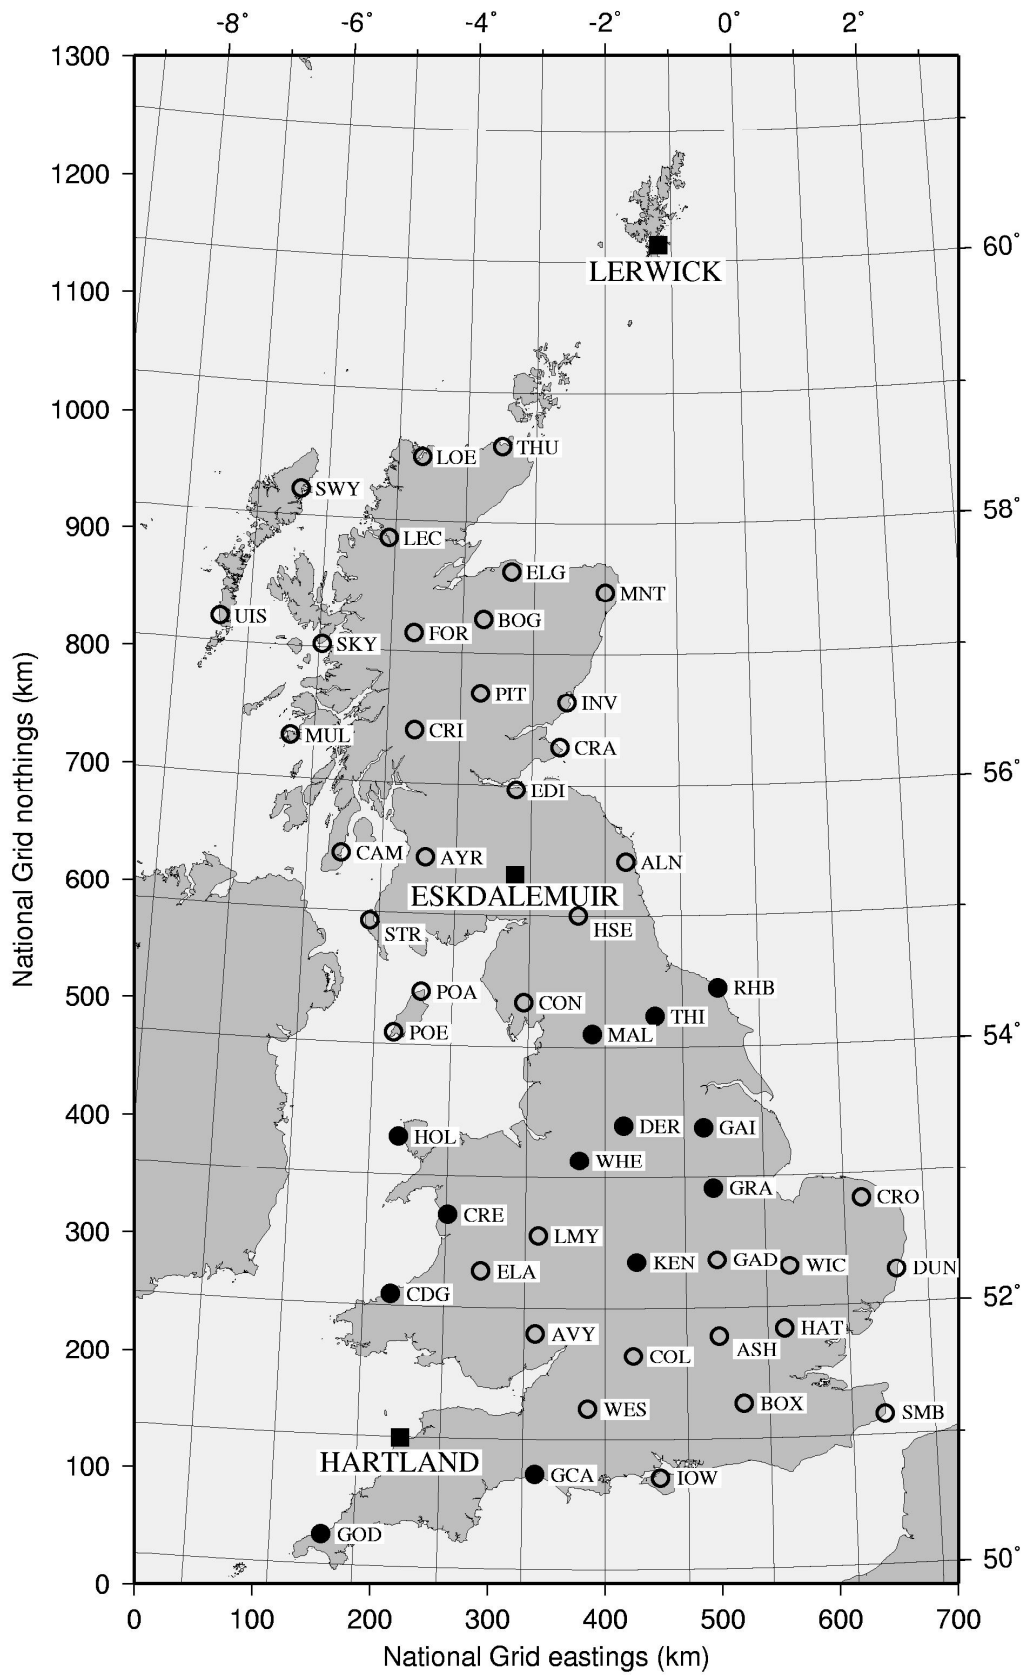 -8° -6° -4° -2° 0° 2°
1300
1200
LERWICK
60°
1100
1000
THU
LOE
SWY
900
58°
LEC
ELG
MNT
UIS
BOG
FOR
800
SKY
PIT
INV
CRI
MUL
CRA
700
56°
EDI
CAM
AYR
ALN
600
ESKDALEMUIR
HSE
STR
RHB
POA
500
CON
THI
POE
MAL
54°
400
DER
GAI
HOL
WHE
GRA
CRO
CRE
300
LMY
KEN
GAD
WIC
DUN
ELA
CDG
52°
HAT
AVY
200
ASH
COL
BOX
WES
SMB
HARTLAND
100
GCA
IOW
GOD
50°
0
0 100 200 300 400 500 600 700
National Grid eastings (km)
National Grid northings (km)